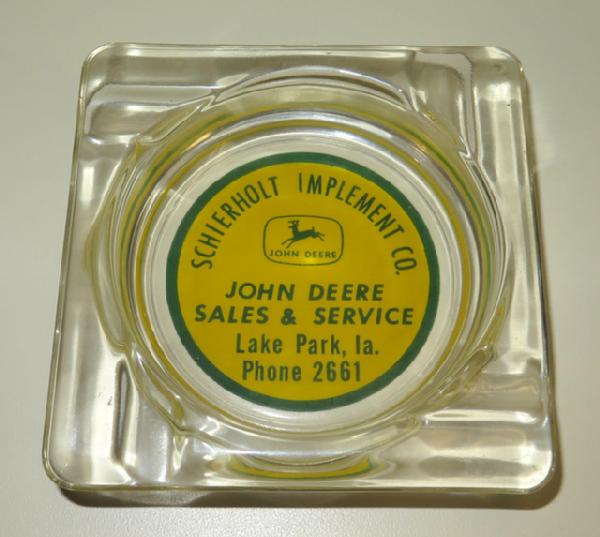 SCHIERHOLT IMPLEMENT CO.
JOHN DEERE
JOHN DEERE
SALES & SERVICE
Lake Park, Ia.
Phone 2661